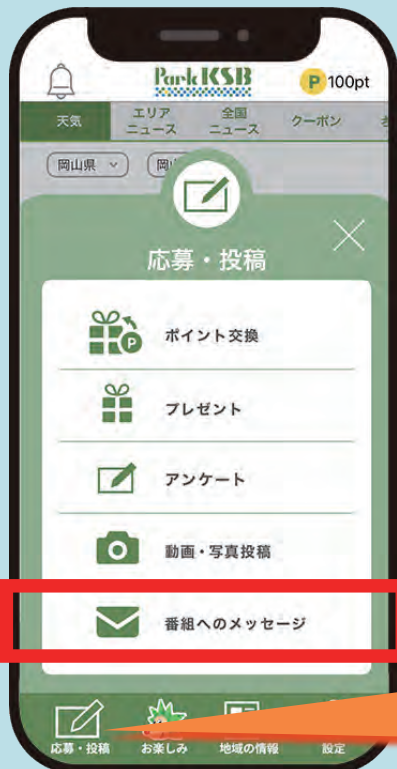 Park KSB
P 100pt
天気
エリア
ニュース
全国
ニュース
クーポン
岡山県
応募・投稿
ポイント交換
P
プレゼント
アンケート
動画・写真投稿
番組へのメッセージ
応募・投稿
お楽しみ
地域の情報
設定